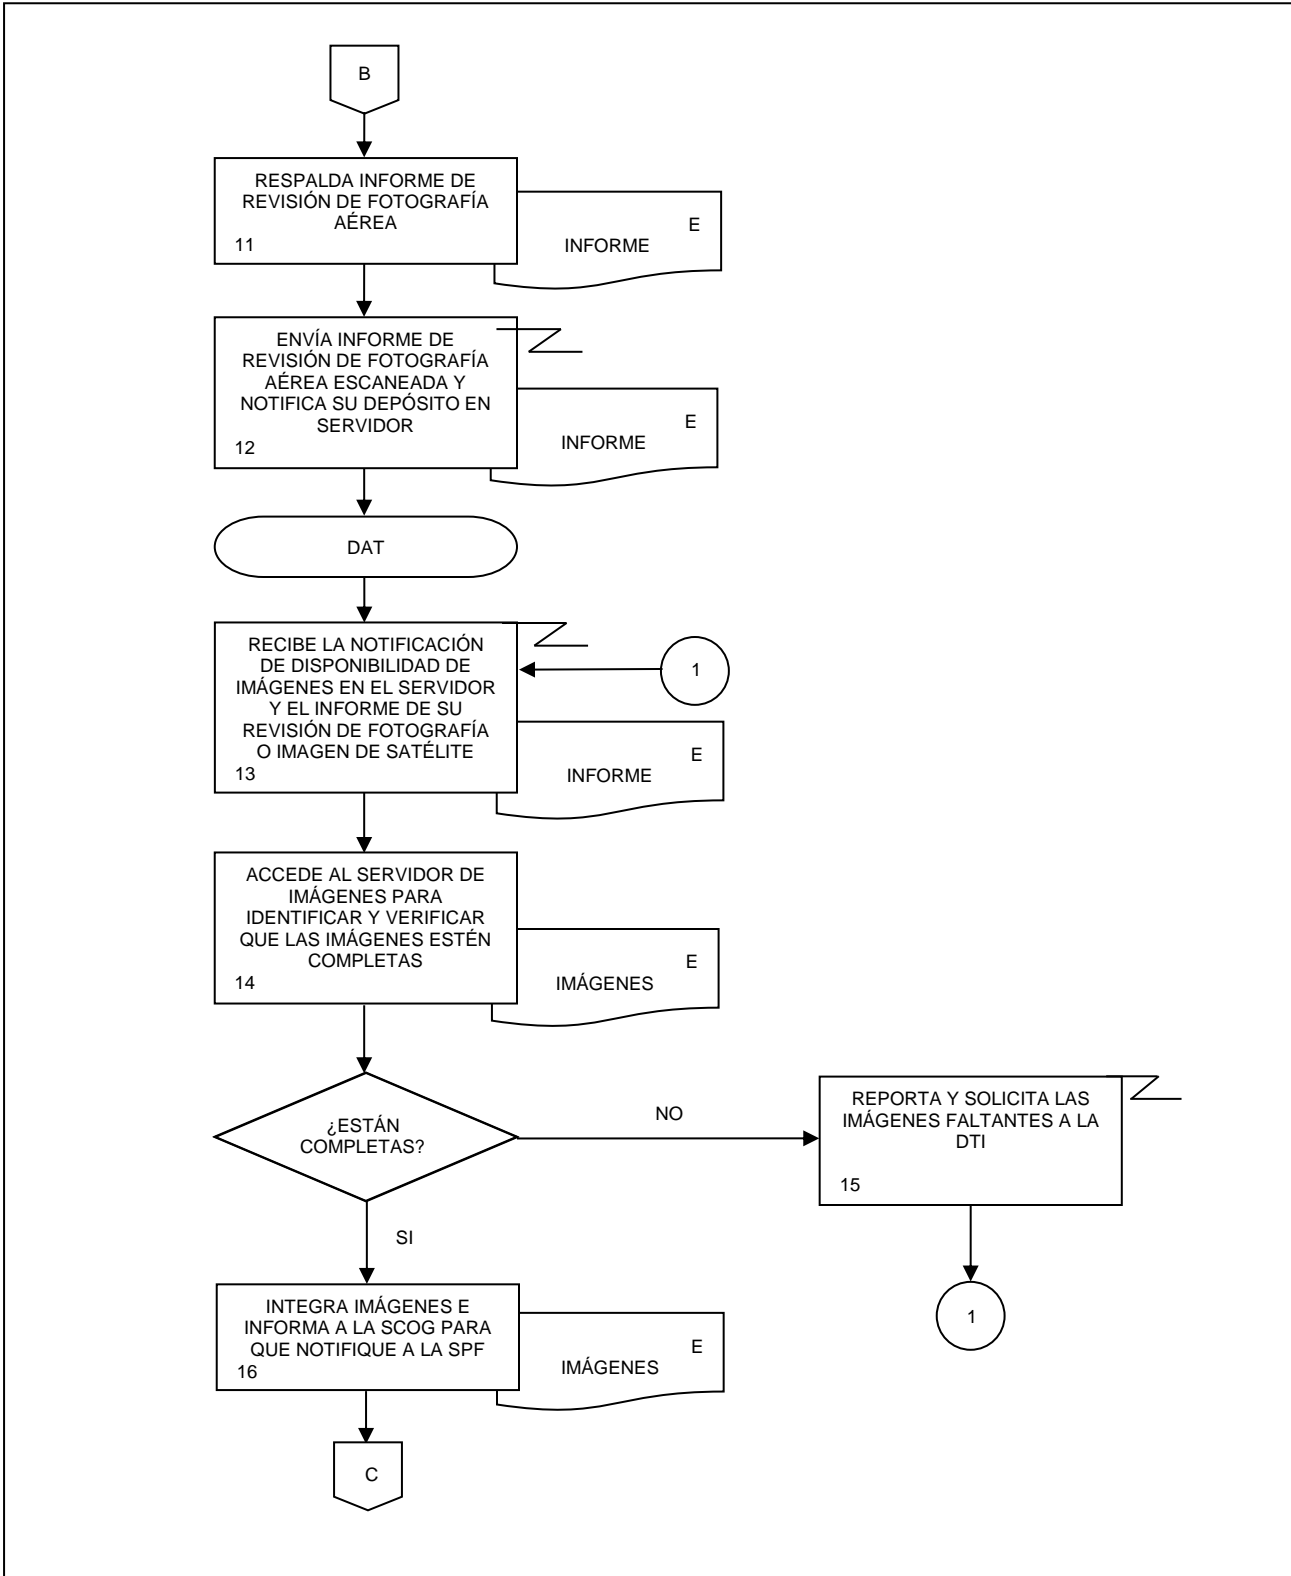 B
RESPALDA INFORME DE
REVISIÓN DE FOTOGRAFÍA
AÉREA
11
E
INFORME
ENVÍA INFORME DE
REVISIÓN DE FOTOGRAFÍA
AÉREA ESCANEADA Y
NOTIFICA SU DEPÓSITO EN
SERVIDOR
12
E
INFORME
DAT
RECIBE LA NOTIFICACIÓN
DE DISPONIBILIDAD DE
IMÁGENES EN EL SERVIDOR
Y EL INFORME DE SU
REVISIÓN DE FOTOGRAFÍA
O IMAGEN DE SATÉLITE
13
1
E
INFORME
ACCEDE AL SERVIDOR DE
IMÁGENES PARA
IDENTIFICAR Y VERIFICAR
QUE LAS IMÁGENES ESTÉN
COMPLETAS
14
E
IMÁGENES
¿ESTÁN
COMPLETAS?
NO
REPORTA Y SOLICITA LAS
IMÁGENES FALTANTES A LA
DTI
15
1
SI
INTEGRA IMÁGENES E
INFORMA A LA SCOG PARA
QUE NOTIFIQUE A LA SPF
16
E
IMÁGENES
C